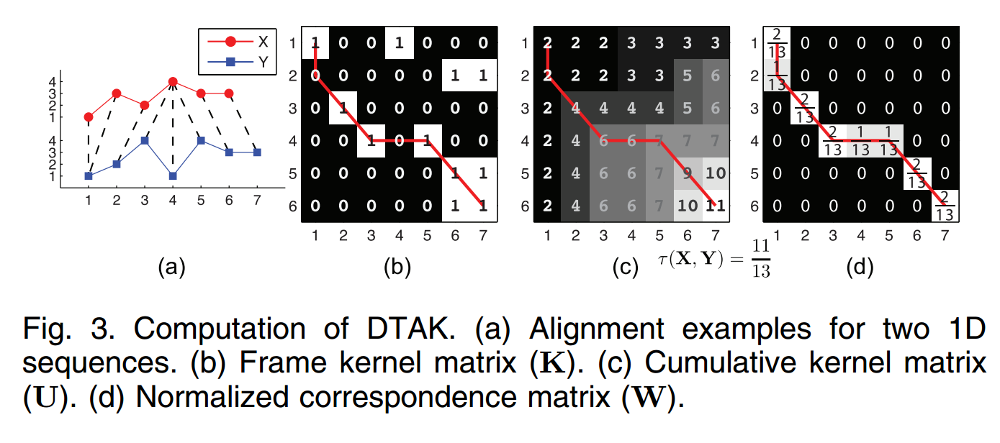 X
Y
4
3
2
1
4
3
2
1
1 2 3 4 5 6 7
(a)
1 1 0 0 1 0 0 0
2 0 0 0 0 0 1 1
3 0 1 0 0 0 0 0
4 0 0 1 0 1 0 0
5 0 0 0 0 0 1 1
6 0 0 0 0 0 1 1
1 2 3 4 5 6 7
(b)
1 2 2 2 3 3 3 3
2 2 2 2 3 3 5 6
3 2 4 4 4 4 5 6
4 2 4 6 6 7 7 7
5 2 4 6 6 7 9 10
6 2 4 6 6 7 10 11
1 2 3 4 5 6 7
(c)
τ(X, Y) = 11/13
1 2/13 0 0 0 0 0 0
2 1/13 0 0 0 0 0 0
3 0 2/13 0 0 0 0 0
4 0 0 2/13 1/13 1/13 0 0
5 0 0 0 0 0 2/13 0
6 0 0 0 0 0 0 2/13
1 2 3 4 5 6 7
(d)
Fig. 3. Computation of DTAK. (a) Alignment examples for two 1D
sequences. (b) Frame kernel matrix (K). (c) Cumulative kernel matrix
(U). (d) Normalized correspondence matrix (W).